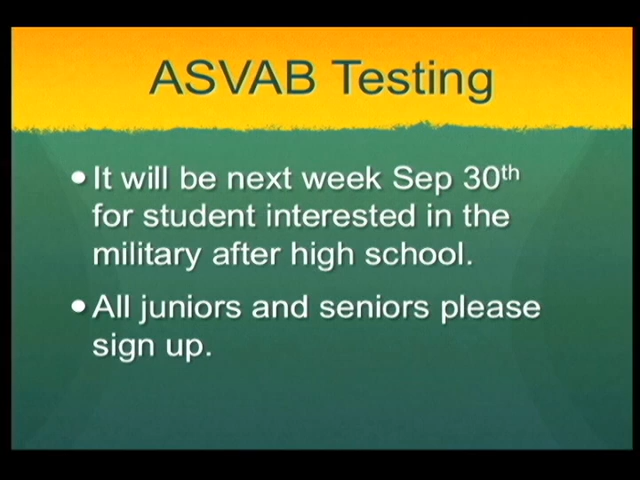 ASVAB Testing
• It will be next week Sep 30th
for student interested in the
military after high school.
• All juniors and seniors please
sign up.